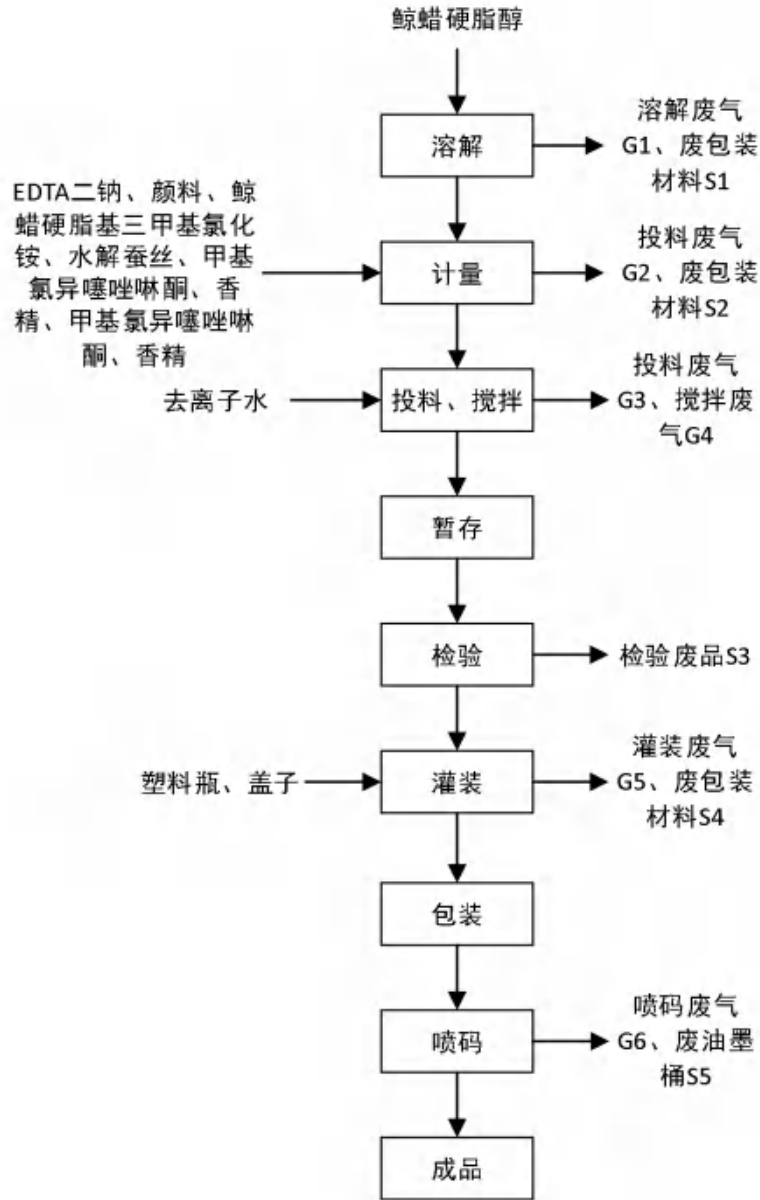 鲸蜡硬脂醇
溶解
溶解废气
G1、废包装
材料S1
EDTA二钠、颜料、鲸
蜡硬脂基三甲基氯化
铵、水解蚕丝、甲基
氯异噻唑啉酮、香
精、甲基氯异噻唑啉
酮、香精
计量
投料废气
G2、废包装
材料S2
去离子水
投料、搅拌
投料废气
G3、搅拌废
气G4
暂存
检验
检验废品S3
塑料瓶、盖子
灌装
灌装废气
G5、废包装
材料S4
包装
喷码
喷码废气
G6、废油墨
桶S5
成品